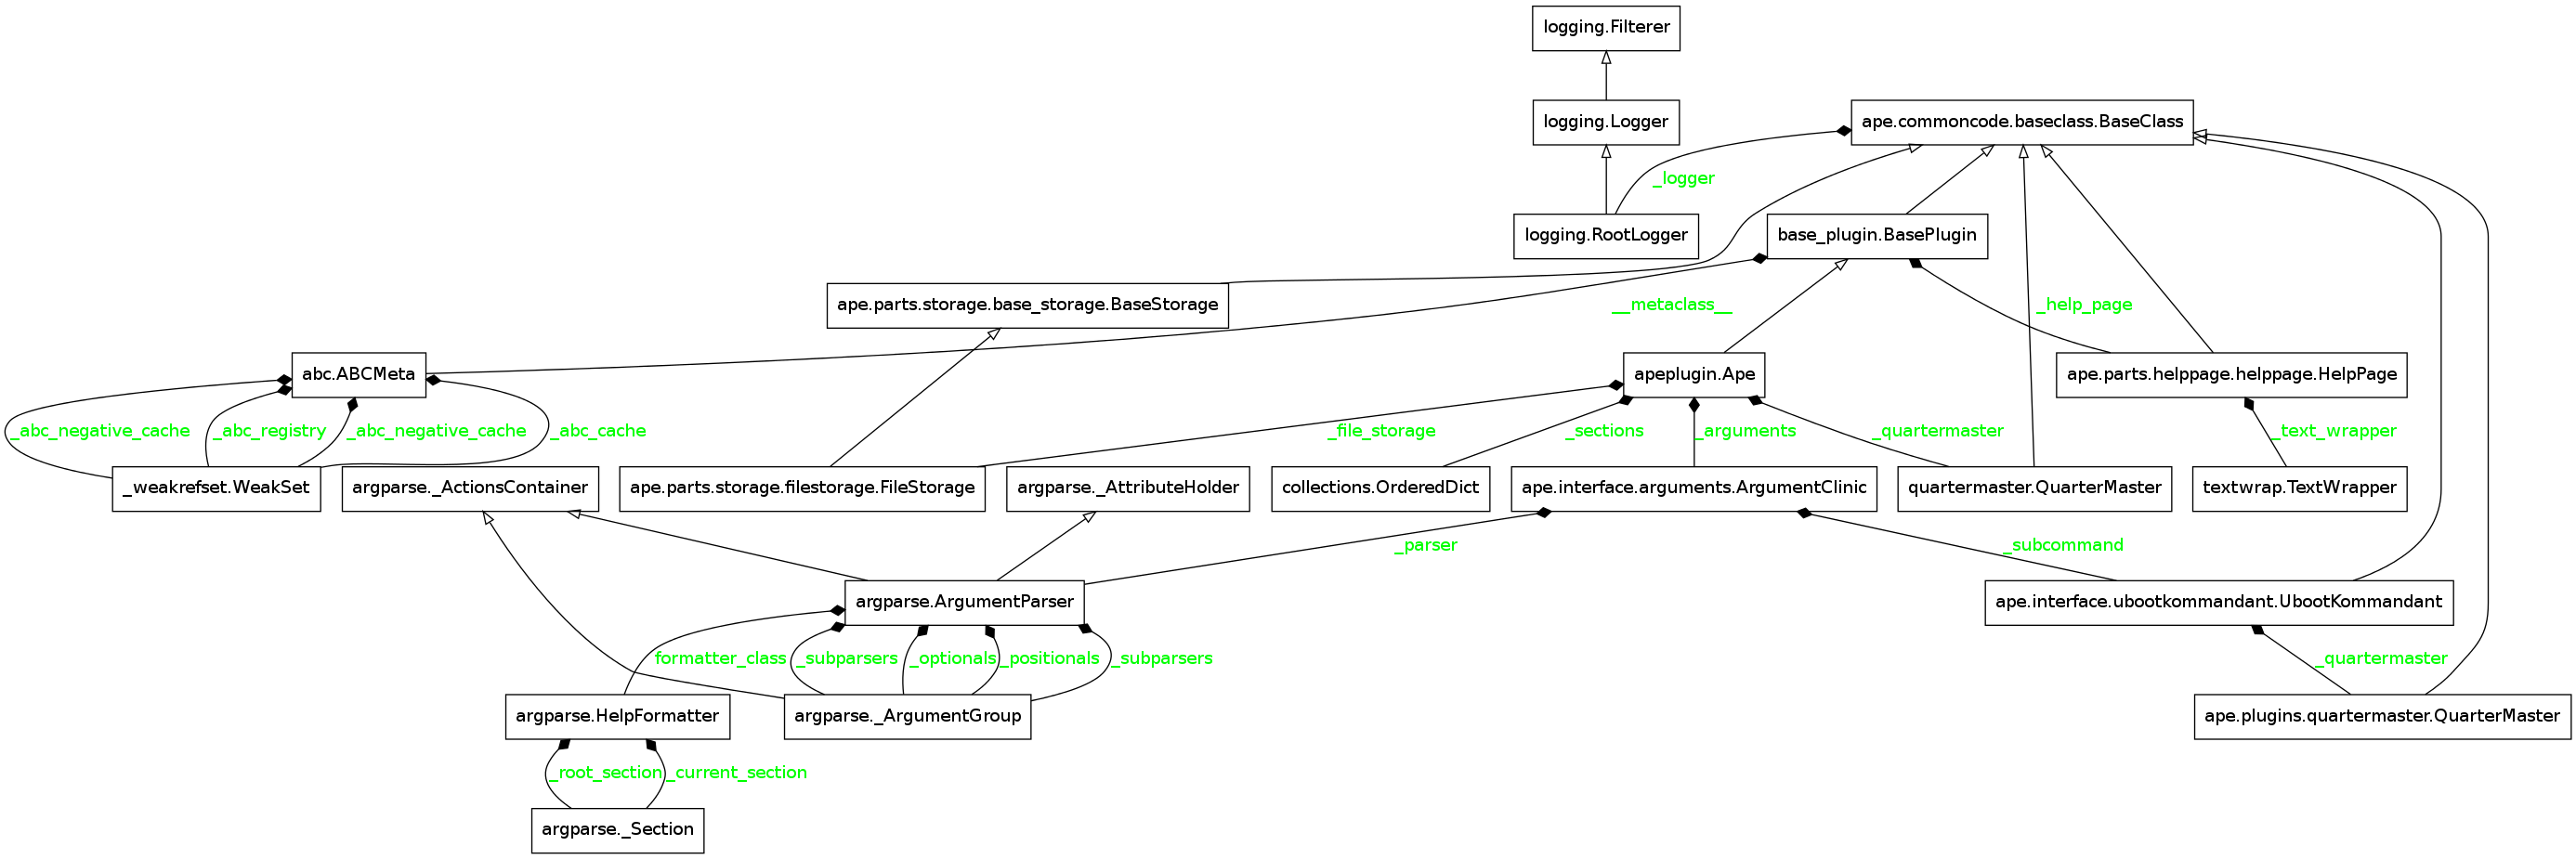 logging.Filterer
logging.Logger
ape.commoncode.baseclass.BaseClass
_logger
logging.RootLogger
base_plugin.BasePlugin
ape.parts.storage.base_storage.BaseStorage
__metaclass__
_help_page
abc.ABCMeta
apeplugin.Ape
ape.parts.helppage.helppage.HelpPage
_abc_negative_cache
_abc_registry
_abc_negative_cache
_abc_cache
_file_storage
_sections
_arguments
_quartermaster
_text_wrapper
_weakrefset.WeakSet
argparse._ActionsContainer
ape.parts.storage.filestorage.FileStorage
argparse._AttributeHolder
collections.OrderedDict
ape.interface.arguments.ArgumentClinic
quartermaster.QuarterMaster
textwrap.TextWrapper
_parser
_subcommand
argparse.ArgumentParser
ape.interface.ubootkommandant.UbootKommandant
formatter_class
_subparsers
_optionals
_positionals
_subparsers
_quartermaster
argparse.HelpFormatter
argparse._ArgumentGroup
ape.plugins.quartermaster.QuarterMaster
_root_section
_current_section
argparse._Section